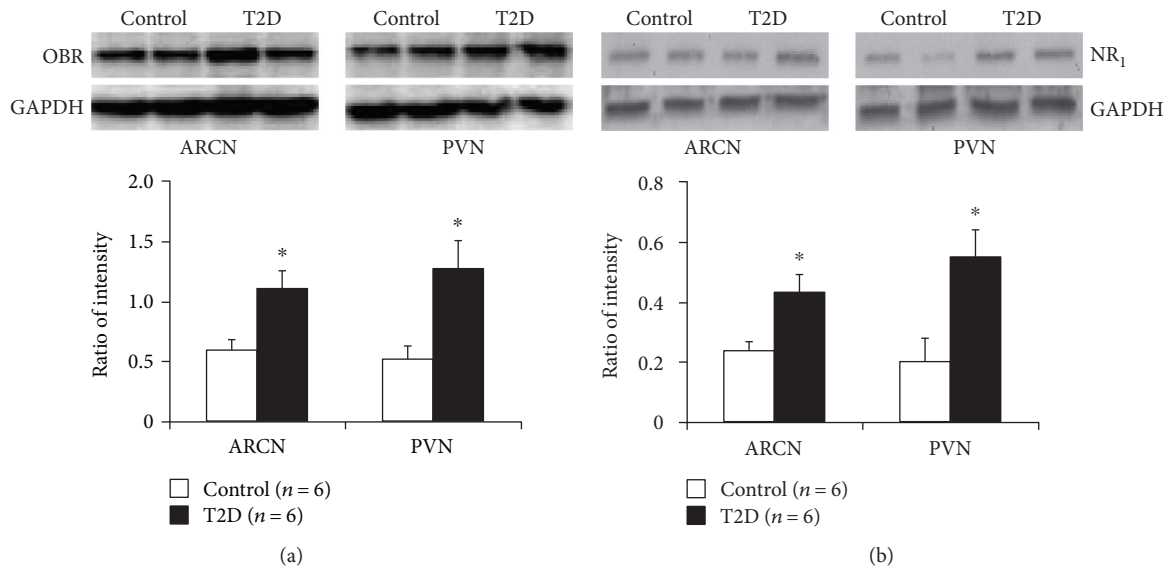 Control T2D Control T2D Control T2D Control T2D
OBR
NR1
GAPDH
GAPDH
ARCN PVN ARCN PVN
Ratio of intensity
2.0
1.5
1.0
0.5
0
*
*
ARCN PVN
Control (n = 6)
T2D (n = 6)
(a)
Ratio of intensity
0.8
0.6
0.4
0.2
0
*
*
ARCN PVN
Control (n = 6)
T2D (n = 6)
(b)